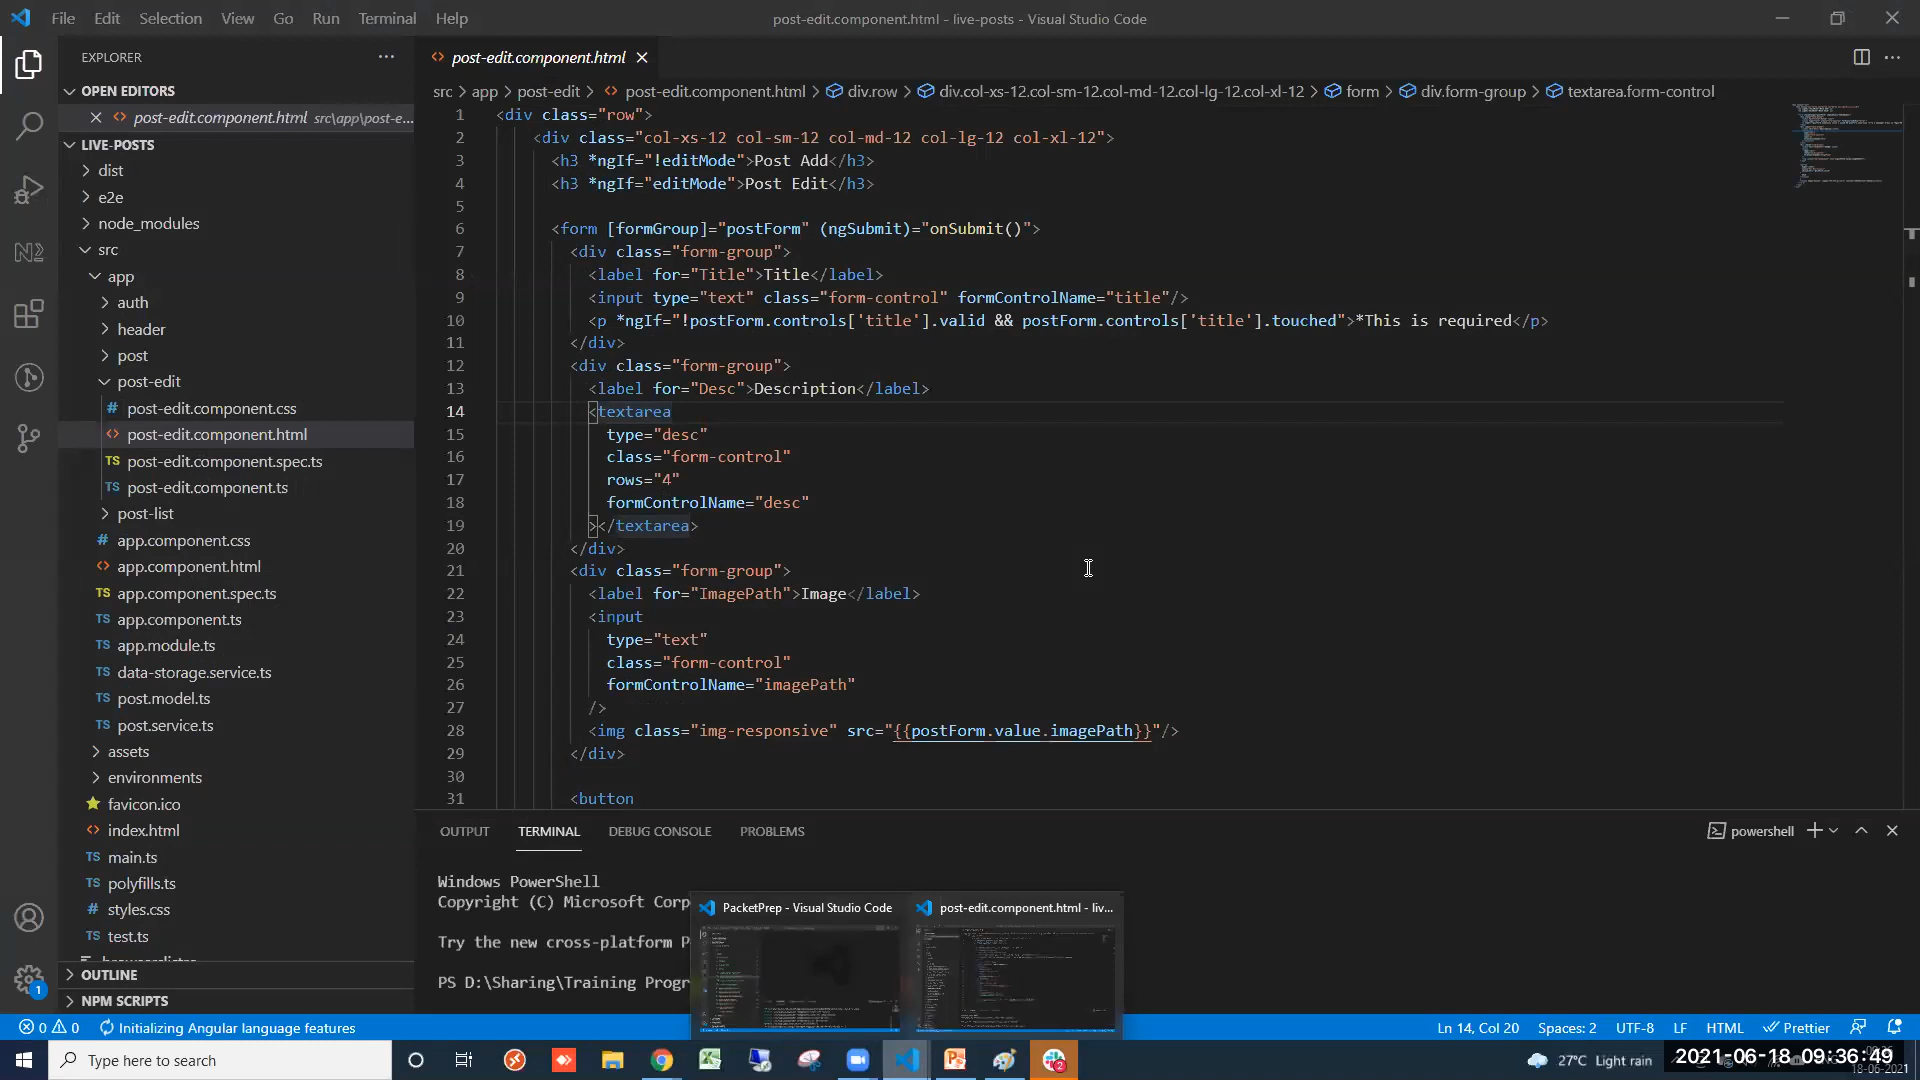 File Edit Selection View Go Run Terminal Help
post-edit.component.html - live-posts - Visual Studio Code
EXPLORER
OPEN EDITORS
post-edit.component.html src\app\post-e...
LIVE-POSTS
dist
e2e
node_modules
src
app
auth
header
post
post-edit
post-edit.component.css
post-edit.component.html
post-edit.component.spec.ts
post-edit.component.ts
post-list
app.component.css
app.component.html
app.component.spec.ts
app.component.ts
app.module.ts
data-storage.service.ts
post.model.ts
post.service.ts
assets
environments
favicon.ico
index.html
main.ts
polyfills.ts
styles.css
test.ts
OUTLINE
NPM SCRIPTS
post-edit.component.html
src > app > post-edit > post-edit.component.html > div.row > div.col-xs-12.col-sm-12.col-md-12.col-lg-12.col-xl-12 > form > div.form-group > textarea.form-control
1 <div class="row">
2 <div class="col-xs-12 col-sm-12 col-md-12 col-lg-12 col-xl-12">
3 <h3 *ngIf="!editMode">Post Add</h3>
4 <h3 *ngIf="editMode">Post Edit</h3>
5
6 <form [formGroup]="postForm" (ngSubmit)="onSubmit()">
7 <div class="form-group">
8 <label for="Title">Title</label>
9 <input type="text" class="form-control" formControlName="title"/>
10 <p *ngIf="!postForm.controls['title'].valid && postForm.controls['title'].touched">*This is required</p>
11 </div>
12 <div class="form-group">
13 <label for="Desc">Description</label>
14 <textarea
15 type="desc"
16 class="form-control"
17 rows="4"
18 formControlName="desc"
19 ></textarea>
20 </div>
21 <div class="form-group">
22 <label for="ImagePath">Image</label>
23 <input
24 type="text"
25 class="form-control"
26 formControlName="imagePath"
27 />
28 <img class="img-responsive" src="{{postForm.value.imagePath}}"/>
29 </div>
30
31 <button
OUTPUT TERMINAL DEBUG CONSOLE PROBLEMS
powershell
Windows PowerShell
Copyright (C) Microsoft Corp
Try the new cross-platform P
PS D:\Sharing\Training Progr
PacketPrep - Visual Studio Code
post-edit.component.html - liv...
1
0 0 Initializing Angular language features
Ln 14, Col 20 Spaces: 2 UTF-8 LF HTML Prettier
Type here to search
2
27°C Light rain
2021-06-18 09:36:49
18-06-2021